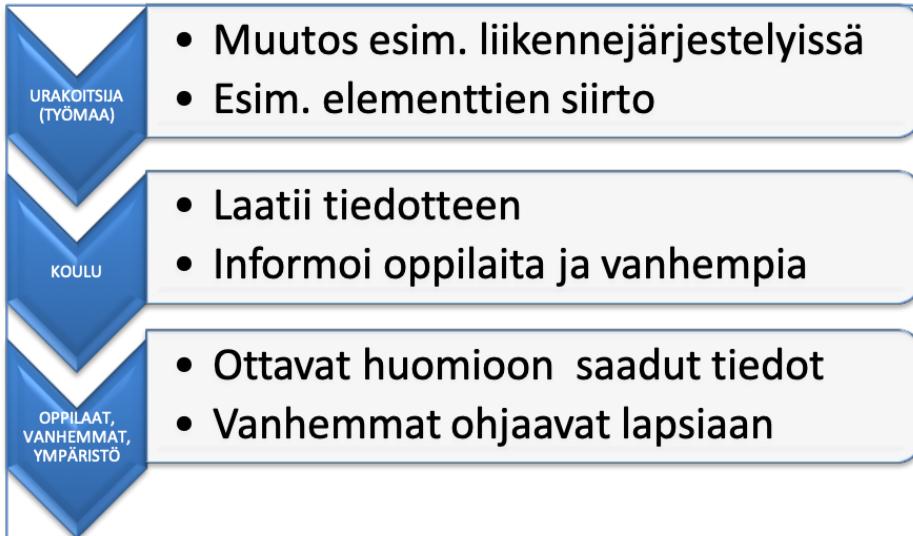 URAKOITSIJA
(TYÖMAA)
• Muutos esim. liikennejärjestelyissä
• Esim. elementtien siirto
KOULU
• Laatii tiedotteen
• Informoi oppilaita ja vanhempia
OPPILAAT,
VANHEMMAT,
YMPÄRISTÖ
• Ottavat huomioon saadut tiedot
• Vanhemmat ohjaavat lapsiaan